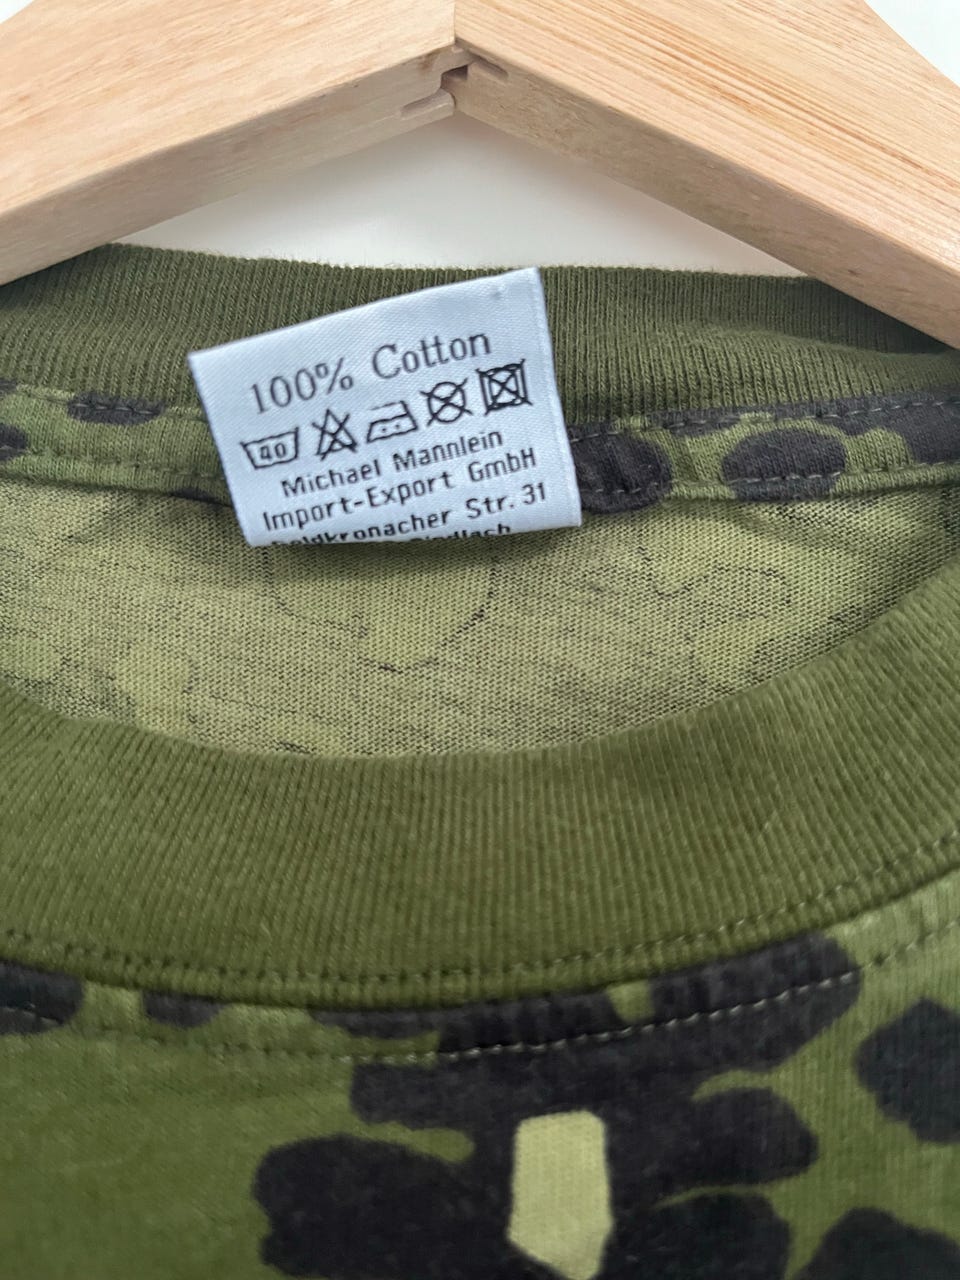 100% Cotton
40
Michael Mannlein
Import-Export GmbH
Str. 31